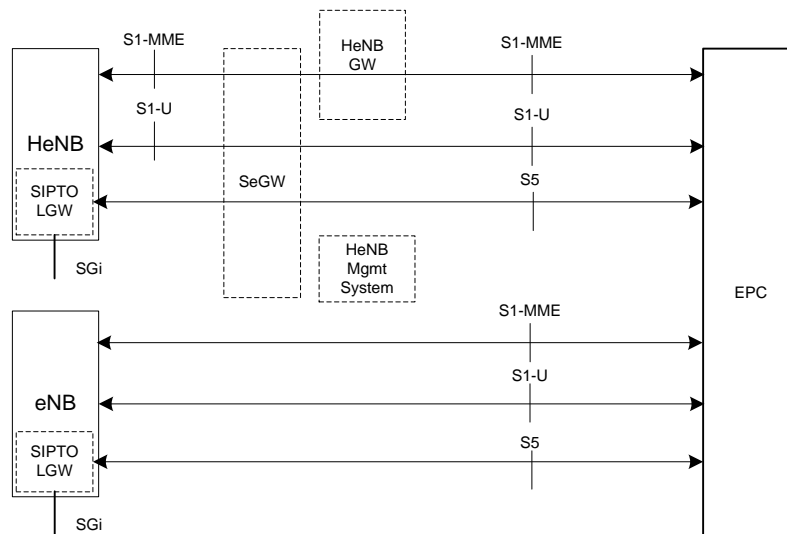 S1-MME
HeNB
GW
S1-MME
S1-U
S1-U
HeNB
SeGW
S5
SIPTO
LGW
SGi
HeNB
Mgmt
System
EPC
S1-MME
S1-U
eNB
S5
SIPTO
LGW
SGi